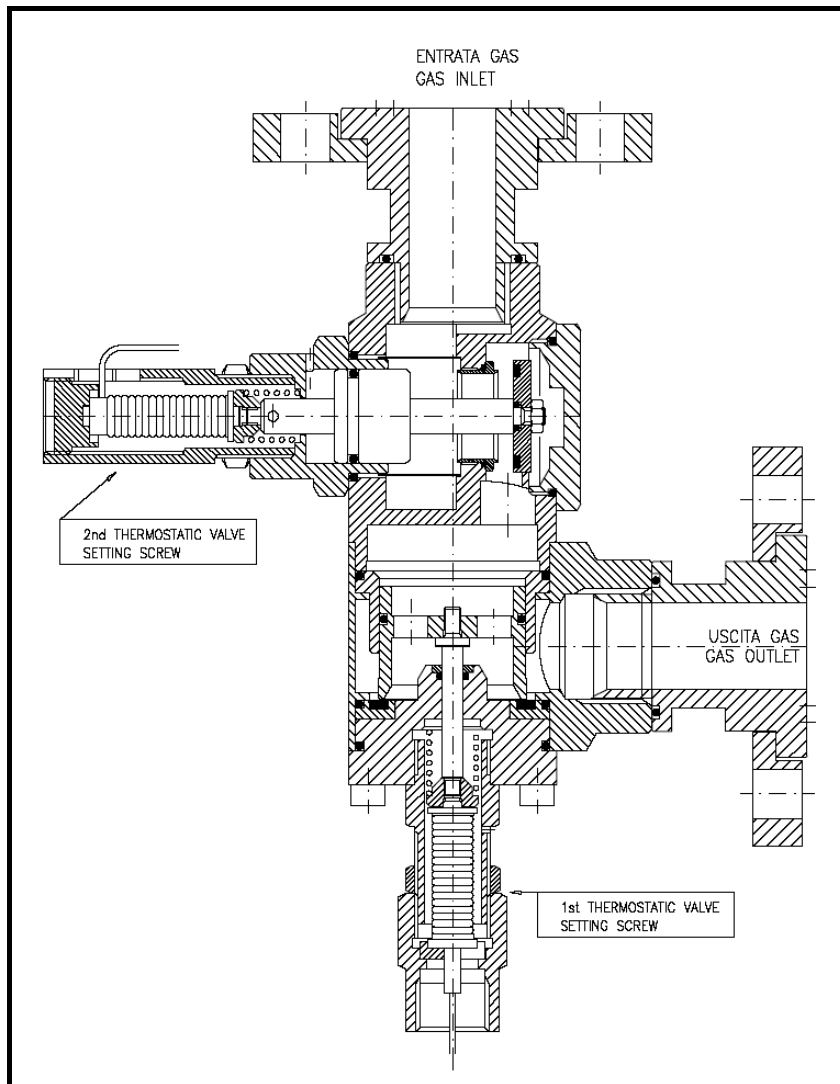 ENTRATA GAS
GAS INLET
2nd THERMOSTATIC VALVE
SETTING SCREW
USCITA GAS
GAS OUTLET
1st THERMOSTATIC VALVE
SETTING SCREW